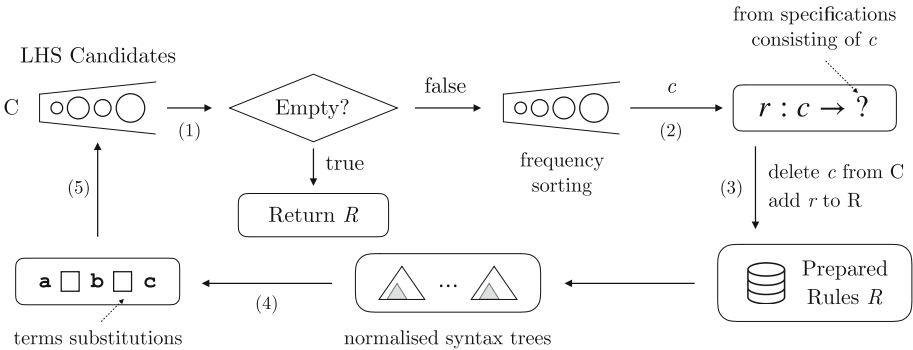 from specifications
consisting of c
LHS Candidates
C
(1)
Empty?
false
c
(2)
r : c → ?
true
frequency
sorting
(3)
delete c from C
add r to R
(5)
Return R
a □ b □ c
(4)
...
Prepared
Rules R
terms substitutions
normalised syntax trees